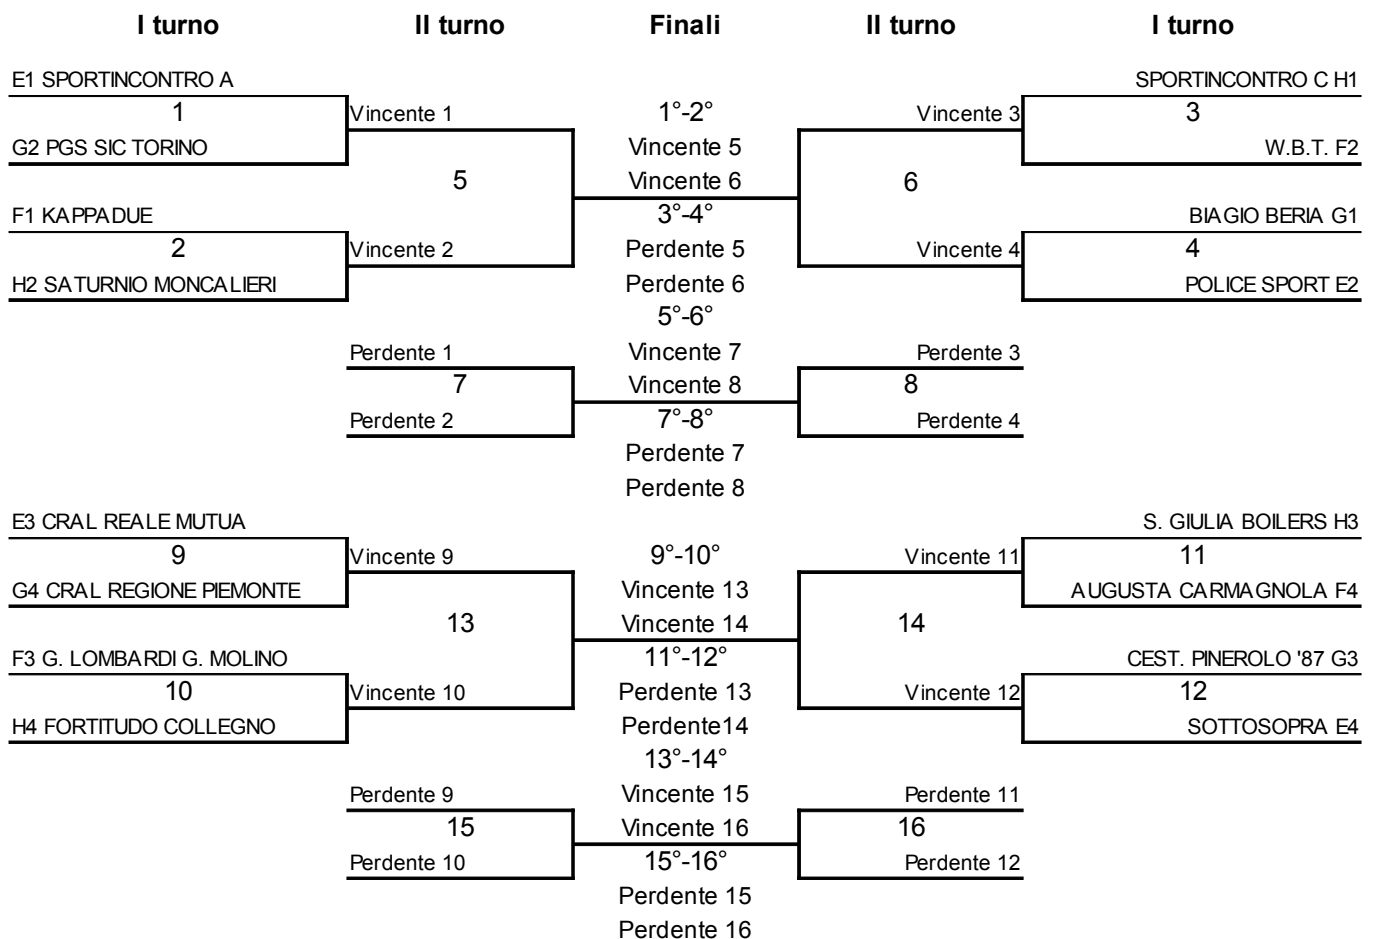 I turno II turno Finali II turno I turno
E1 SPORTINCONTRO A SPORTINCONTRO C H1
1 Vincente 1 1°-2° Vincente 3 3
G2 PGS SIC TORINO Vincente 5 W.B.T. F2
5 Vincente 6 6
F1 KAPPADUE 3°-4° BIAGIO BERIA G1
2 Vincente 2 Perdente 5 Vincente 4 4
H2 SATURNIO MONCALIERI Perdente 6 POLICE SPORT E2
5°-6°
Perdente 1 Vincente 7 Perdente 3
7 Vincente 8 8
Perdente 2 7°-8° Perdente 4
Perdente 7
Perdente 8
E3 CRAL REALE MUTUA S. GIULIA BOILERS H3
9 Vincente 9 9°-10° Vincente 11 11
G4 CRAL REGIONE PIEMONTE Vincente 13 AUGUSTA CARMAGNOLA F4
13 Vincente 14 14
F3 G. LOMBARDI G. MOLINO 11°-12° CEST. PINEROLO '87 G3
10 Vincente 10 Perdente 13 Vincente 12 12
H4 FORTITUDO COLLEGNO Perdente14 SOTTOSOPRA E4
13°-14°
Perdente 9 Vincente 15 Perdente 11
15 Vincente 16 16
Perdente 10 15°-16° Perdente 12
Perdente 15
Perdente 16